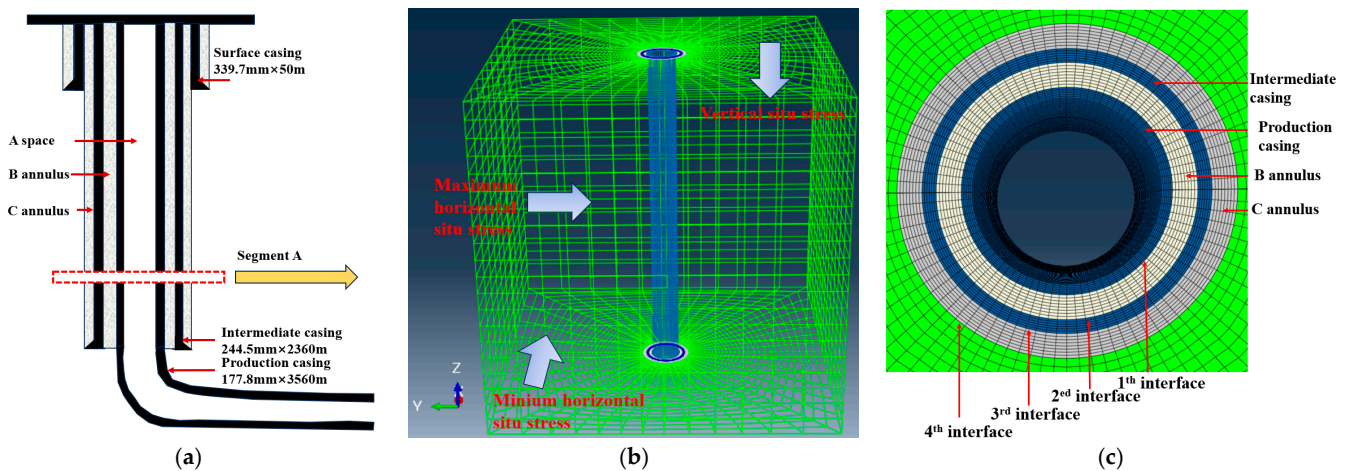 Surface casing
339.7mm×50m
A space
B annulus
C annulus
Segment A
Intermediate casing
244.5mm×2360m
Production casing
177.8mm×3560m
(a)
Vertical situ stress
Maximum
horizontal
situ stress
Minium horizontal
situ stress
Z
Y
(b)
Intermediate
casing
Production
casing
B annulus
C annulus
1th interface
2ed interface
3rd interface
4th interface
(c)